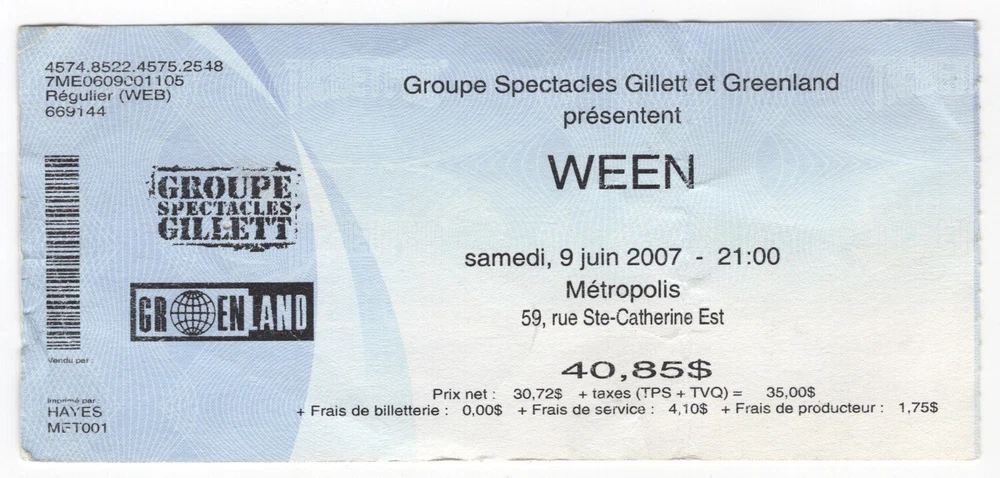 4574.8522.4575.2548
7ME0609001105
Régulier (WEB)
669144
GROUPE
SPECTACLES
GILLETT
GREENLAND
Vendu par :
Imprimé par :
HAYES
MET001
Groupe Spectacles Gillett et Greenland
présentent
WEEN
samedi, 9 juin 2007 - 21:00
Métropolis
59, rue Ste-Catherine Est
40,85$
Prix net : 30,72$ + taxes (TPS + TVQ) = 35,00$
+ Frais de billetterie : 0,00$ + Frais de service : 4,10$ + Frais de producteur : 1,75$